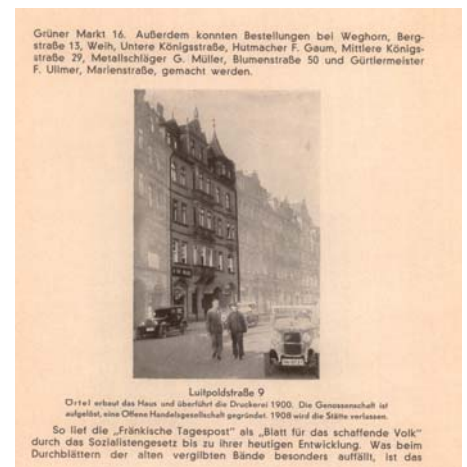 Grüner Markt 16. Außerdem konnten Bestellungen bei Weghorn, Berg-
straße 13, Weih, Untere Königsstraße, Hutmacher F. Gaum, Mittlere Königs-
straße 29, Metallschläger G. Müller, Blumenstraße 50 und Gürtlermeister
F. Ullmer, Marienstraße, gemacht werden.
Luitpoldstraße 9
Ortel erbaut das Haus und überführt die Druckerei 1900. Die Genossenschaft ist
aufgelöst, eine Offene Handelsgesellschaft gegründet. 1908 wird die Stätte verlassen.
So lief die „Fränkische Tagespost" als „Blatt für das schaffende Volk"
durch das Sozialistengesetz bis zu ihrer heutigen Entwicklung. Was beim
Durchblättern der alten vergilbten Bände besonders auffällt, ist das